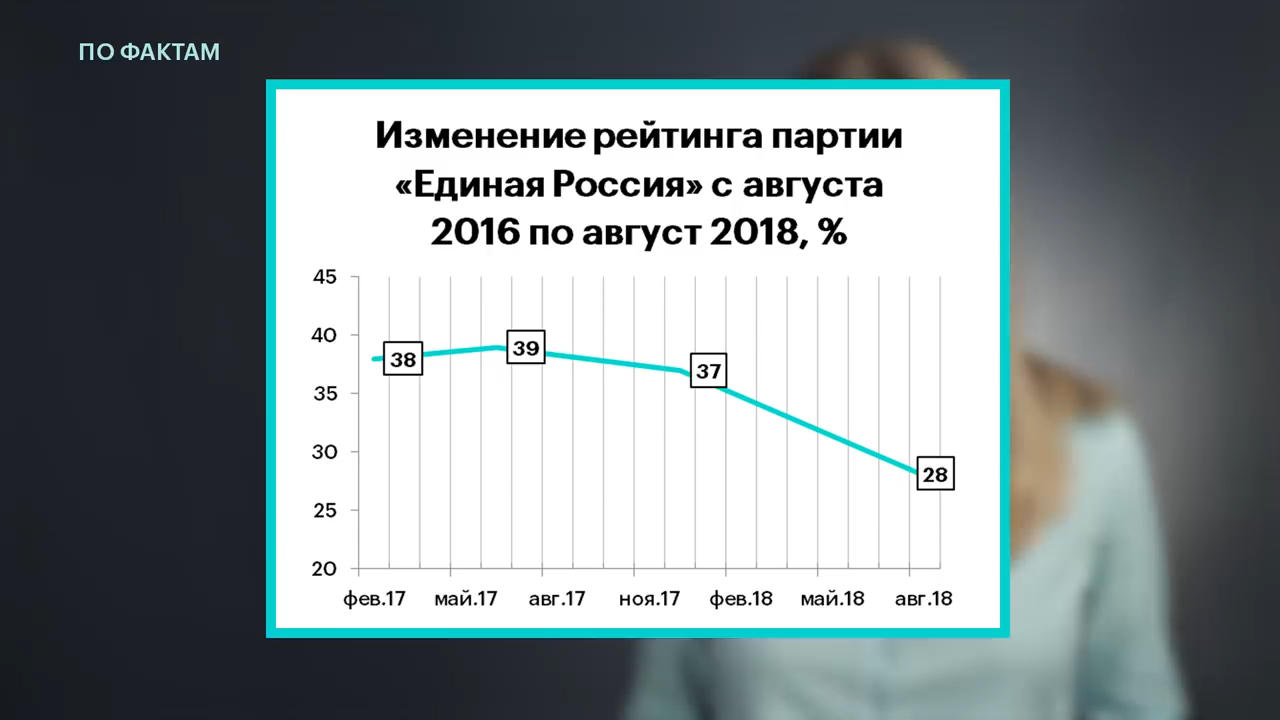 ПО ФАКТАМ
Изменение рейтинга партии
«Единая Россия» с августа
2016 по август 2018, %
45
40
35
30
25
20
38
39
37
28
фев.17 май.17 авг.17 ноя.17 фев.18 май.18 авг.18